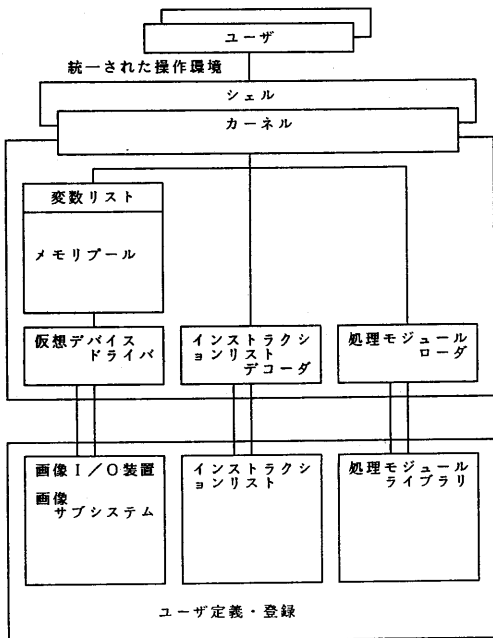 ユーザ
統一された操作環境
シェル
カーネル
変数リスト
メモリプール
仮想デバイス
ドライバ
インストラクシ
ョンリスト
デコーダ
処理モジュール
ローダ
画像I/O装置
画像
サブシステム
インストラクシ
ョンリスト
処理モジュール
ライブラリ
ユーザ定義・登録